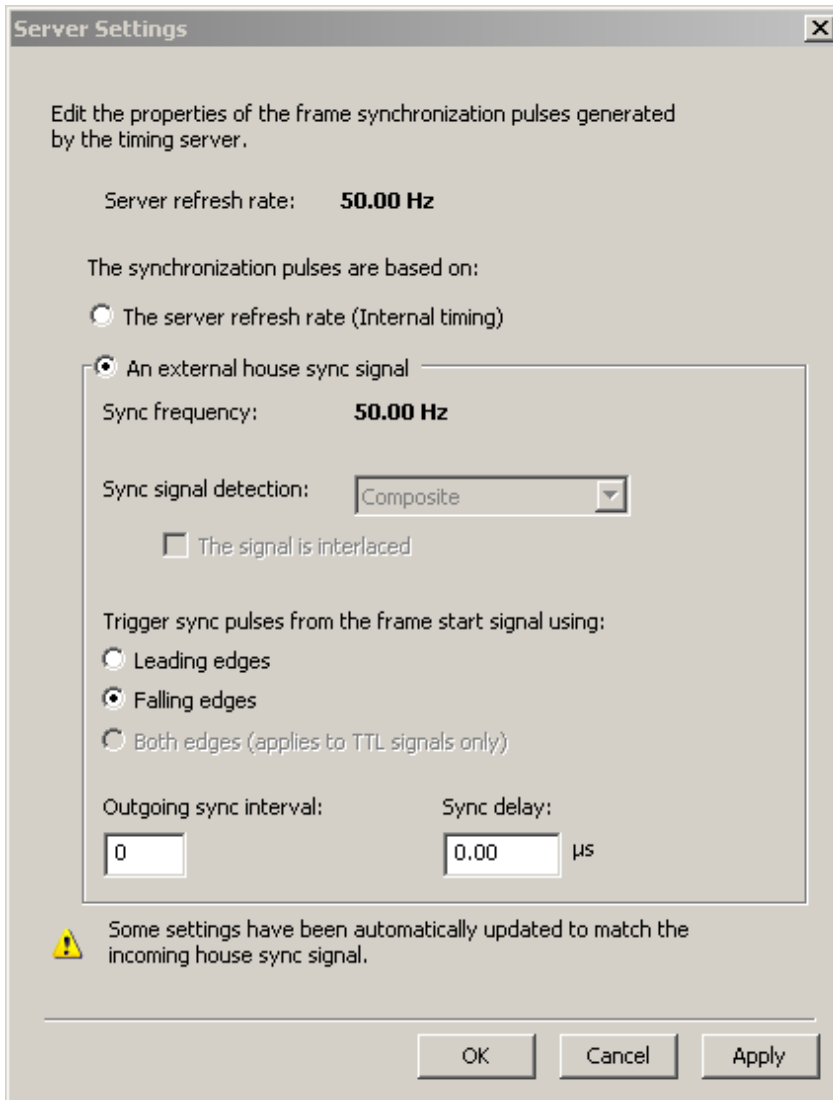 Server Settings
Edit the properties of the frame synchronization pulses generated
by the timing server.
Server refresh rate: 50.00 Hz
The synchronization pulses are based on:
The server refresh rate (Internal timing)
An external house sync signal
Sync frequency: 50.00 Hz
Sync signal detection: Composite
The signal is interlaced
Trigger sync pulses from the frame start signal using:
Leading edges
Falling edges
Both edges (applies to TTL signals only)
Outgoing sync interval: Sync delay:
0 0.00 µs
Some settings have been automatically updated to match the
incoming house sync signal.
OK Cancel Apply